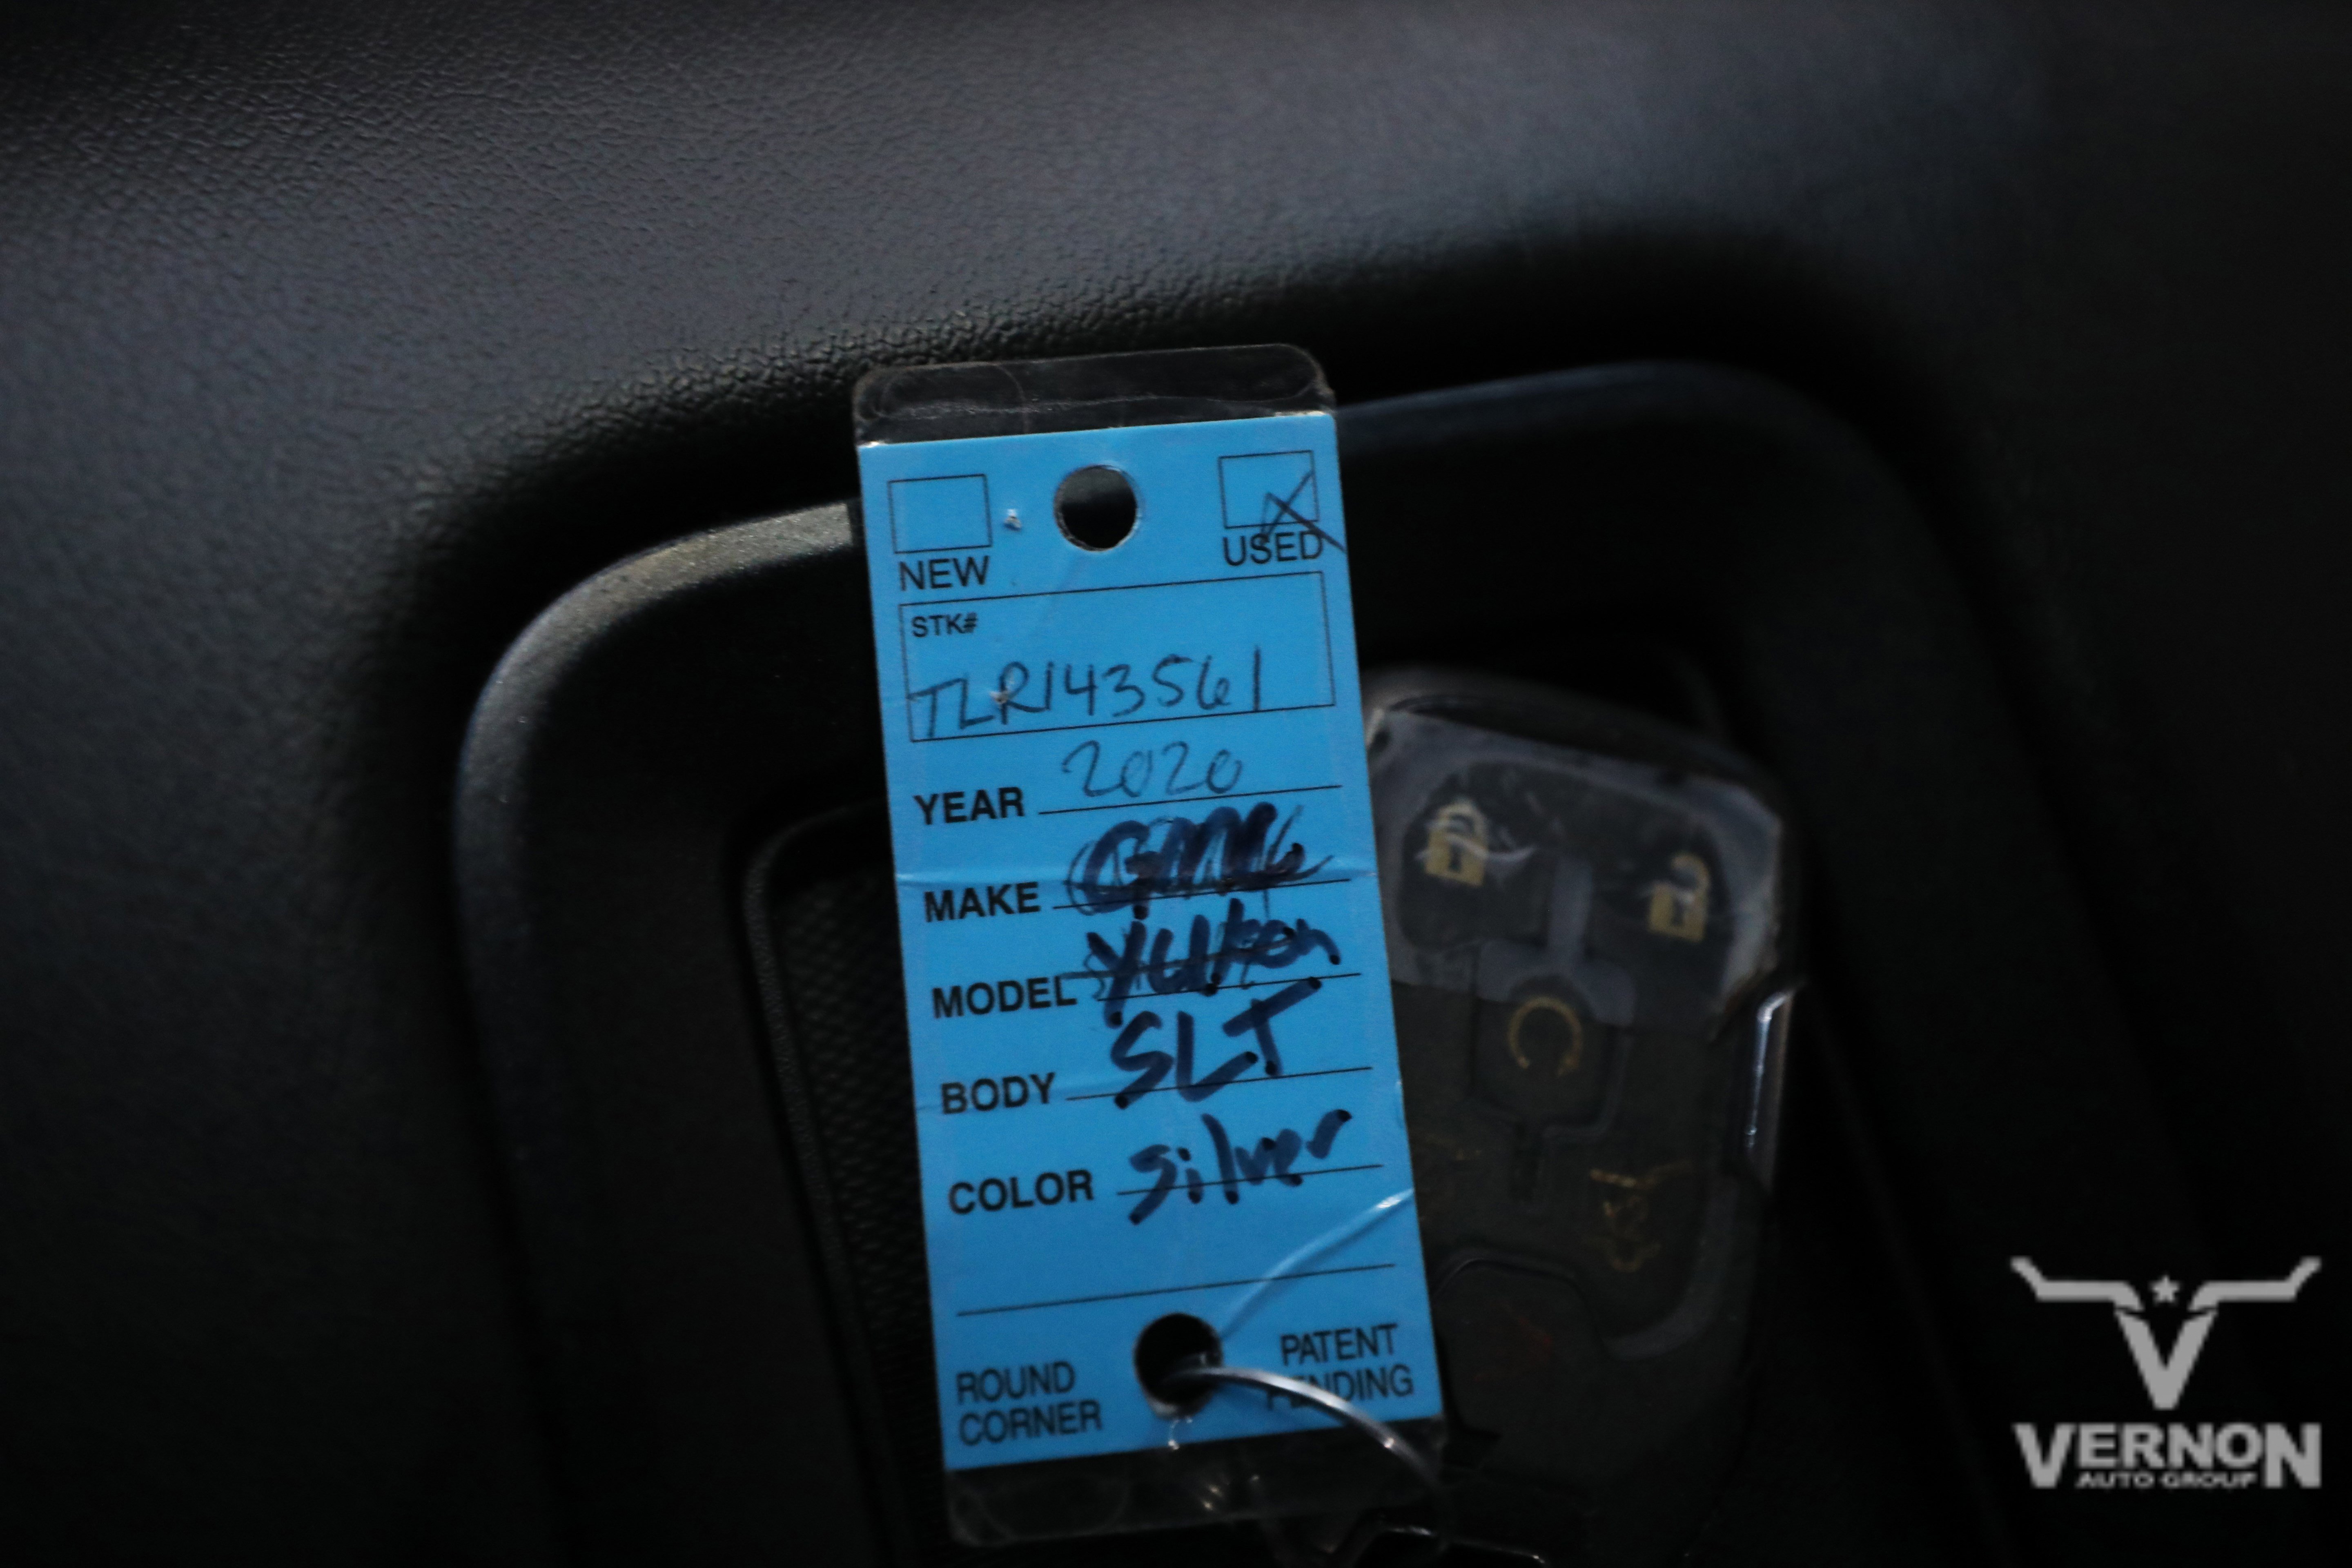 NEW
USED
STK#
TLR143561
YEAR 2020
MAKE GMC
MODEL Yukon
BODY SLT
COLOR silver
ROUND CORNER
PATENT PENDING
VERNON
AUTO GROUP